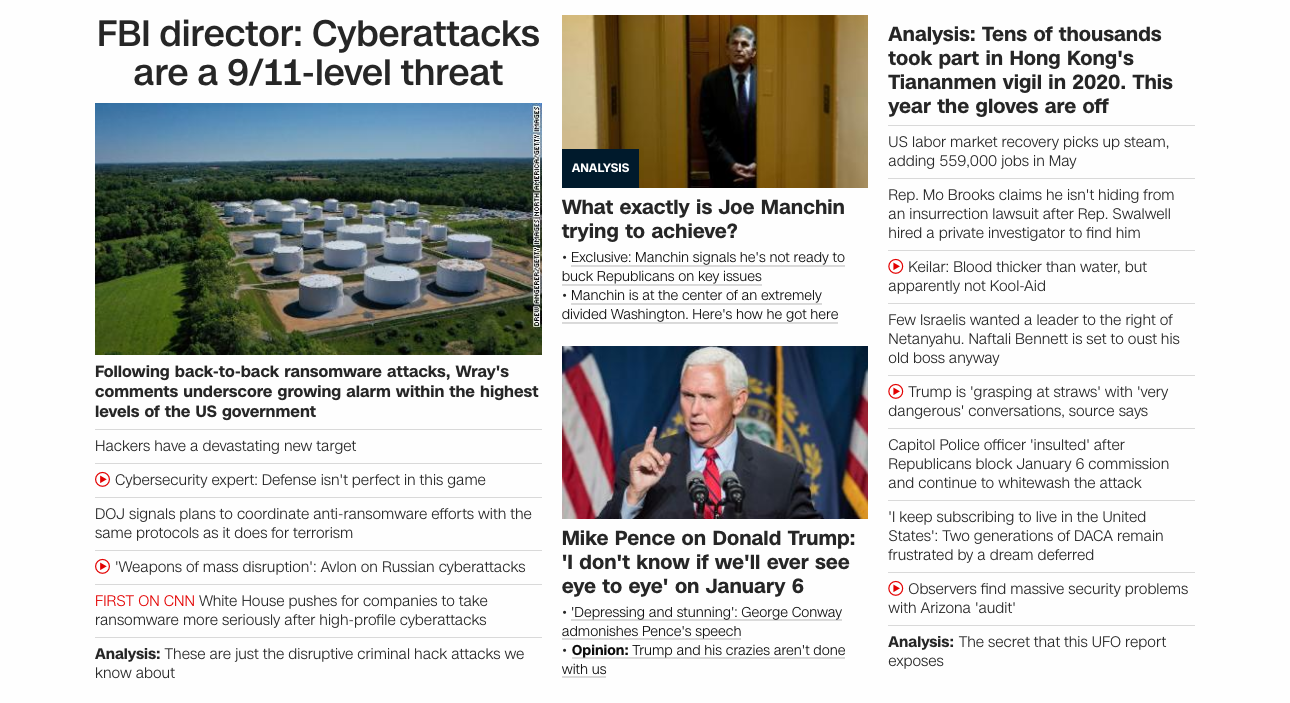 FBI director: Cyberattacks
are a 9/11-level threat
DREW ANGERER/GETTY IMAGES NORTH AMERICA/GETTY IMAGES
Following back-to-back ransomware attacks, Wray's
comments underscore growing alarm within the highest
levels of the US government
Hackers have a devastating new target
Cybersecurity expert: Defense isn't perfect in this game
DOJ signals plans to coordinate anti-ransomware efforts with the
same protocols as it does for terrorism
'Weapons of mass disruption': Avlon on Russian cyberattacks
FIRST ON CNN White House pushes for companies to take
ransomware more seriously after high-profile cyberattacks
Analysis: These are just the disruptive criminal hack attacks we
know about
ANALYSIS
What exactly is Joe Manchin
trying to achieve?
• Exclusive: Manchin signals he's not ready to
buck Republicans on key issues
• Manchin is at the center of an extremely
divided Washington. Here's how he got here
Mike Pence on Donald Trump:
'I don't know if we'll ever see
eye to eye' on January 6
• 'Depressing and stunning': George Conway
admonishes Pence's speech
• Opinion: Trump and his crazies aren't done
with us
Analysis: Tens of thousands
took part in Hong Kong's
Tiananmen vigil in 2020. This
year the gloves are off
US labor market recovery picks up steam,
adding 559,000 jobs in May
Rep. Mo Brooks claims he isn't hiding from
an insurrection lawsuit after Rep. Swalwell
hired a private investigator to find him
Keilar: Blood thicker than water, but
apparently not Kool-Aid
Few Israelis wanted a leader to the right of
Netanyahu. Naftali Bennett is set to oust his
old boss anyway
Trump is 'grasping at straws' with 'very
dangerous' conversations, source says
Capitol Police officer 'insulted' after
Republicans block January 6 commission
and continue to whitewash the attack
'I keep subscribing to live in the United
States': Two generations of DACA remain
frustrated by a dream deferred
Observers find massive security problems
with Arizona 'audit'
Analysis: The secret that this UFO report
exposes